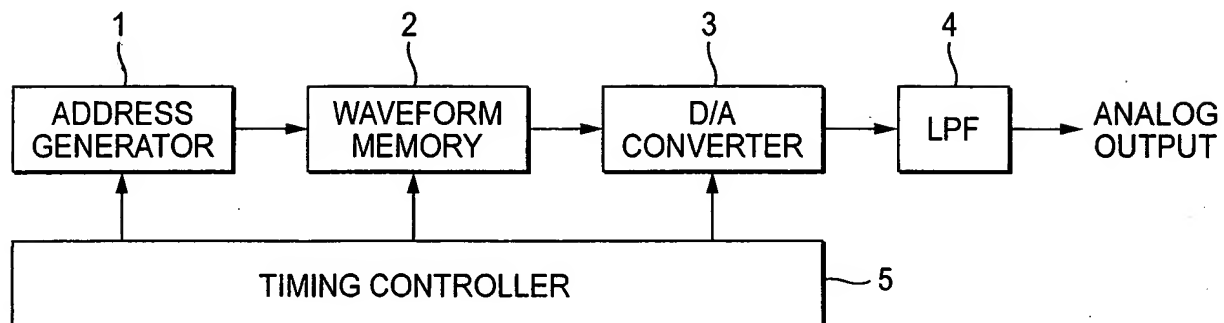 1
2
3
4
ADDRESS
GENERATOR
WAVEFORM
MEMORY
D/A
CONVERTER
LPF
ANALOG
OUTPUT
TIMING CONTROLLER
5